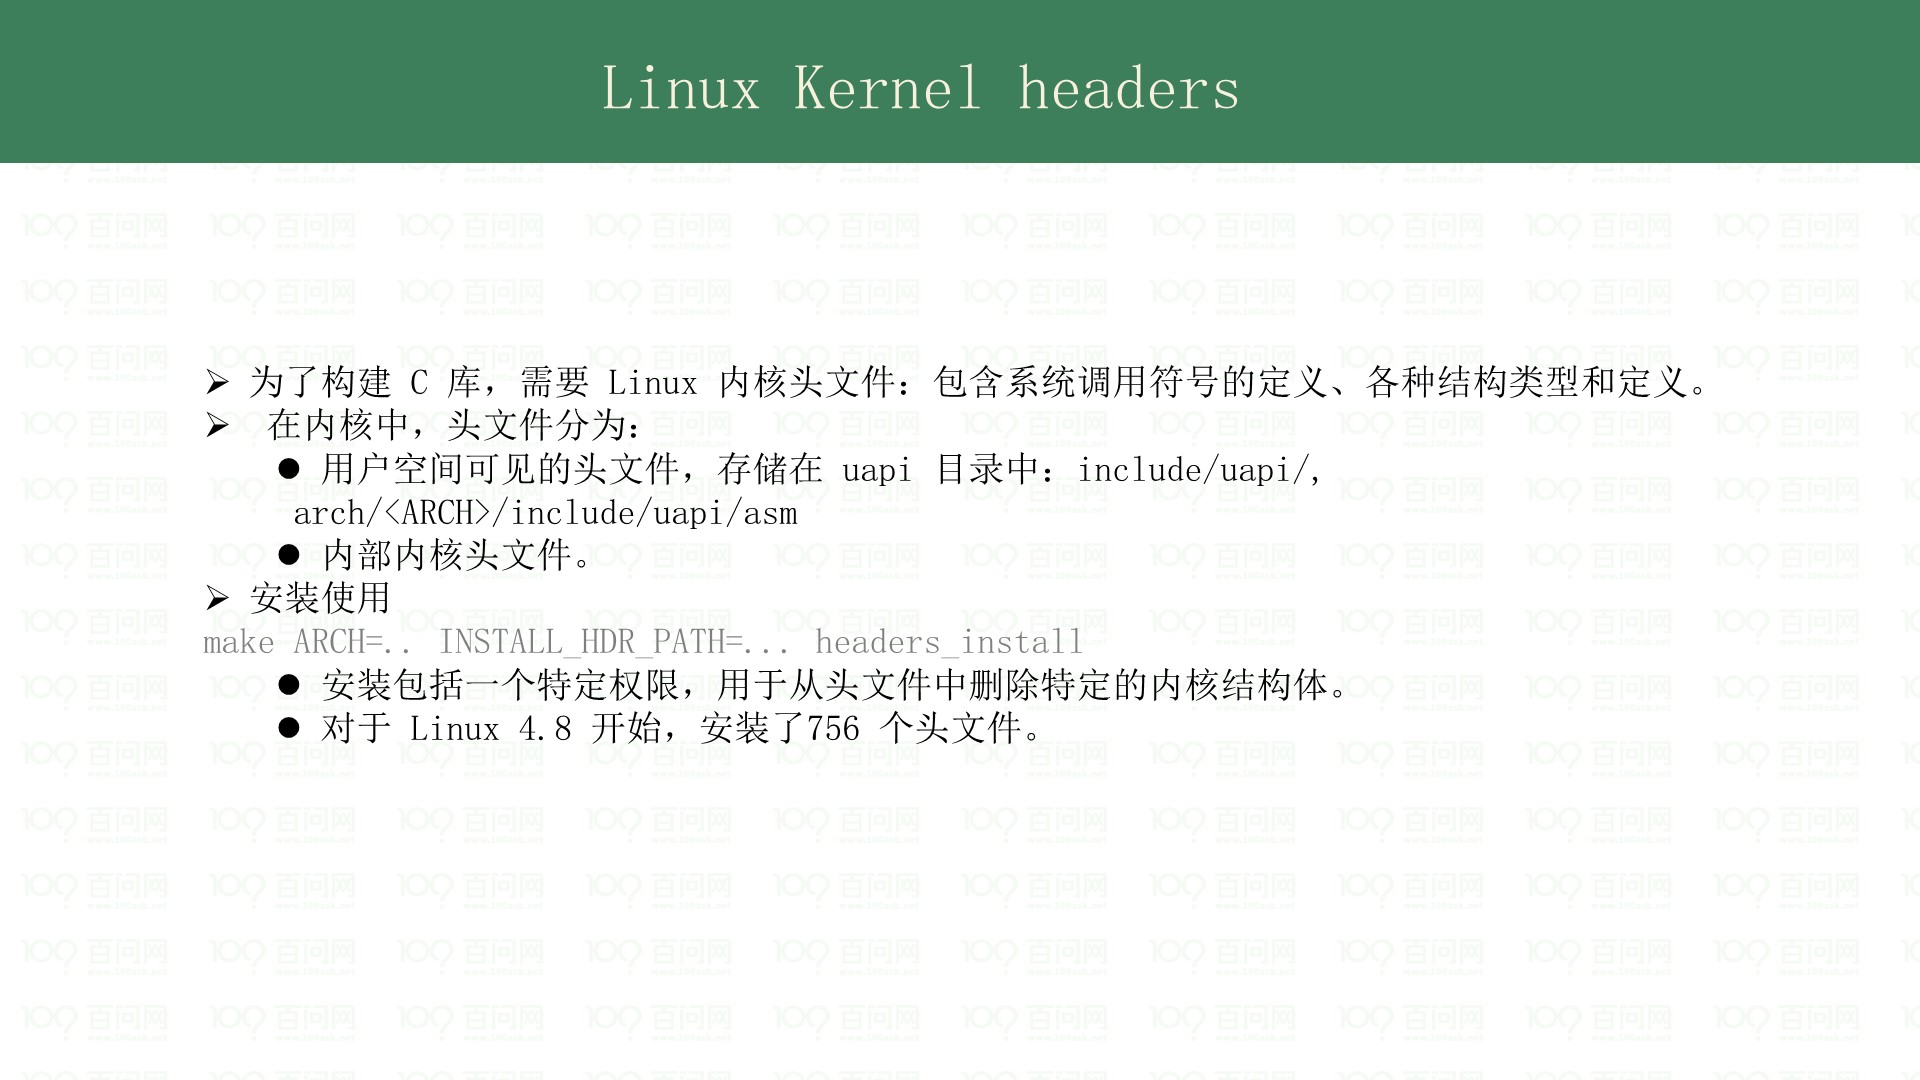 Linux Kernel headers
为了构建 C 库，需要 Linux 内核头文件：包含系统调用符号的定义、各种结构类型和定义。
在内核中，头文件分为：
用户空间可见的头文件，存储在 uapi 目录中：include/uapi/,
arch/<ARCH>/include/uapi/asm
内部内核头文件。
安装使用
make ARCH=.. INSTALL_HDR_PATH=... headers_install
安装包括一个特定权限，用于从头文件中删除特定的内核结构体。
对于 Linux 4.8 开始，安装了756 个头文件。
百问网